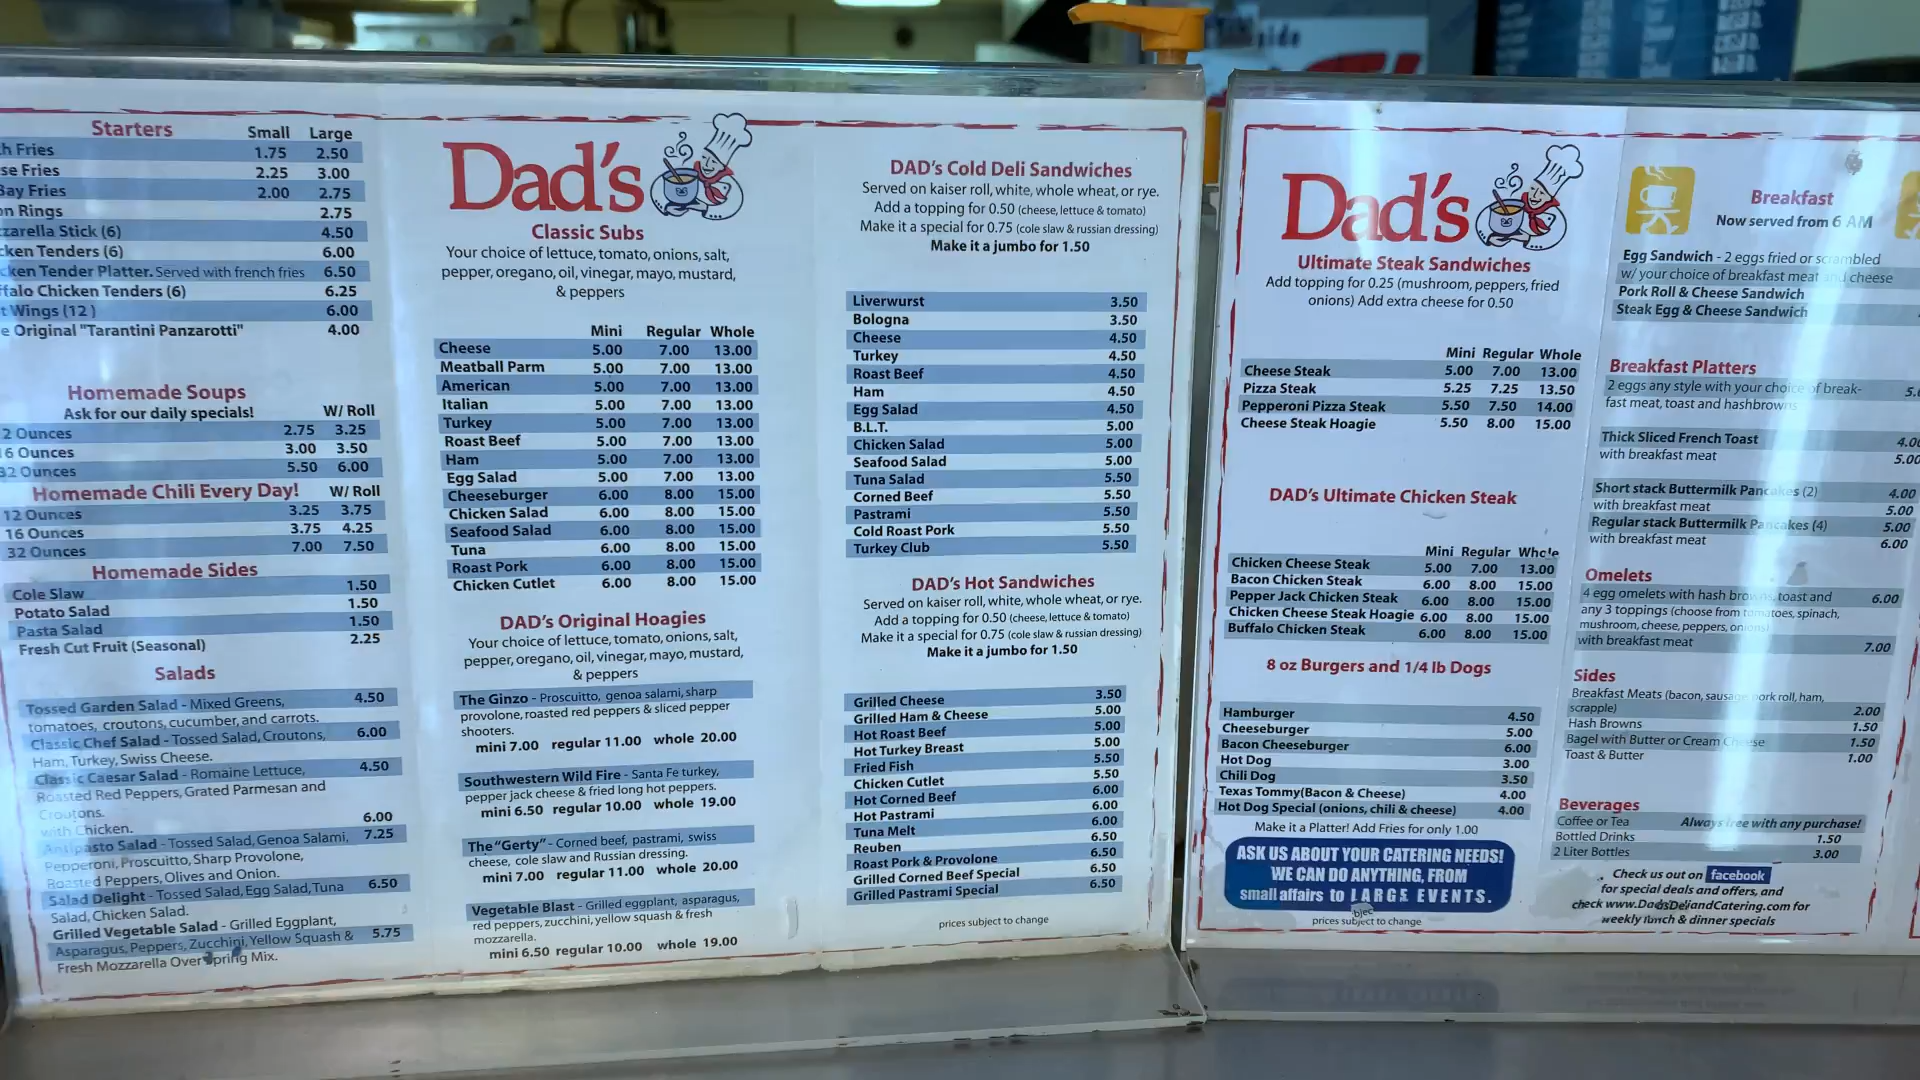 Starters Small Large
h Fries 1.75 2.50
se Fries 2.25 3.00
Bay Fries 2.00 2.75
on Rings 2.75
zarella Stick (6) 4.50
cken Tenders (6) 6.00
cken Tender Platter. Served with french fries 6.50
ffalo Chicken Tenders (6) 6.25
t Wings (12) 6.00
e Original "Tarantini Panzarotti" 4.00
Homemade Soups
Ask for our daily specials! W/ Roll
2 Ounces 2.75 3.25
6 Ounces 3.00 3.50
32 Ounces 5.50 6.00
Homemade Chili Every Day! W/ Roll
12 Ounces 3.25 3.75
16 Ounces 3.75 4.25
32 Ounces 7.00 7.50
Homemade Sides
Cole Slaw 1.50
Potato Salad 1.50
Pasta Salad 1.50
Fresh Cut Fruit (Seasonal) 2.25
Salads
Tossed Garden Salad - Mixed Greens, 4.50
tomatoes, croutons, cucumber, and carrots.
Classic Chef Salad - Tossed Salad, Croutons, 6.00
Ham, Turkey, Swiss Cheese.
Classic Caesar Salad - Romaine Lettuce, 4.50
Roasted Red Peppers, Grated Parmesan and
Croutons.
with Chicken. 6.00
Antipasto Salad - Tossed Salad, Genoa Salami, 7.25
Pepperoni, Proscuitto, Sharp Provolone,
Roasted Peppers, Olives and Onion.
Salad Delight - Tossed Salad, Egg Salad, Tuna 6.50
Salad, Chicken Salad.
Grilled Vegetable Salad - Grilled Eggplant,
Asparagus, Peppers, Zucchini, Yellow Squash & 5.75
Fresh Mozzarella Over Spring Mix.
Dad's
Classic Subs
Your choice of lettuce, tomato, onions, salt,
pepper, oregano, oil, vinegar, mayo, mustard,
& peppers
Mini Regular Whole
Cheese 5.00 7.00 13.00
Meatball Parm 5.00 7.00 13.00
American 5.00 7.00 13.00
Italian 5.00 7.00 13.00
Turkey 5.00 7.00 13.00
Roast Beef 5.00 7.00 13.00
Ham 5.00 7.00 13.00
Egg Salad 5.00 7.00 13.00
Cheeseburger 6.00 8.00 15.00
Chicken Salad 6.00 8.00 15.00
Seafood Salad 6.00 8.00 15.00
Tuna 6.00 8.00 15.00
Roast Pork 6.00 8.00 15.00
Chicken Cutlet 6.00 8.00 15.00
DAD's Original Hoagies
Your choice of lettuce, tomato, onions, salt,
pepper, oregano, oil, vinegar, mayo, mustard,
& peppers
The Ginzo - Proscuitto, genoa salami, sharp
provolone, roasted red peppers & sliced pepper
shooters.
mini 7.00 regular 11.00 whole 20.00
Southwestern Wild Fire - Santa Fe turkey,
pepper jack cheese & fried long hot peppers.
mini 6.50 regular 10.00 whole 19.00
The "Gerty" - Corned beef, pastrami, swiss
cheese, cole slaw and Russian dressing.
mini 7.00 regular 11.00 whole 20.00
Vegetable Blast - Grilled eggplant, asparagus,
red peppers, zucchini, yellow squash & fresh
mozzarella.
mini 6.50 regular 10.00 whole 19.00
DAD's Cold Deli Sandwiches
Served on kaiser roll, white, whole wheat, or rye.
Add a topping for 0.50 (cheese, lettuce & tomato)
Make it a special for 0.75 (cole slaw & russian dressing)
Make it a jumbo for 1.50
Liverwurst 3.50
Bologna 3.50
Cheese 4.50
Turkey 4.50
Roast Beef 4.50
Ham 4.50
Egg Salad 4.50
B.L.T. 5.00
Chicken Salad 5.00
Seafood Salad 5.00
Tuna Salad 5.50
Corned Beef 5.50
Pastrami 5.50
Cold Roast Pork 5.50
Turkey Club 5.50
DAD's Hot Sandwiches
Served on kaiser roll, white, whole wheat, or rye.
Add a topping for 0.50 (cheese, lettuce & tomato)
Make it a special for 0.75 (cole slaw & russian dressing)
Make it a jumbo for 1.50
Grilled Cheese 3.50
Grilled Ham & Cheese 5.00
Hot Roast Beef 5.00
Hot Turkey Breast 5.00
Fried Fish 5.50
Chicken Cutlet 5.50
Hot Corned Beef 6.00
Hot Pastrami 6.00
Tuna Melt 6.00
Reuben 6.50
Roast Pork & Provolone 6.50
Grilled Corned Beef Special 6.50
Grilled Pastrami Special 6.50
prices subject to change
Dad's
Ultimate Steak Sandwiches
Add topping for 0.25 (mushroom, peppers, fried
onions) Add extra cheese for 0.50
Mini Regular Whole
Cheese Steak 5.00 7.00 13.00
Pizza Steak 5.25 7.25 13.50
Pepperoni Pizza Steak 5.50 7.50 14.00
Cheese Steak Hoagie 5.50 8.00 15.00
DAD's Ultimate Chicken Steak
Mini Regular Whole
Chicken Cheese Steak 5.00 7.00 13.00
Bacon Chicken Steak 6.00 8.00 15.00
Pepper Jack Chicken Steak 6.00 8.00 15.00
Chicken Cheese Steak Hoagie 6.00 8.00 15.00
Buffalo Chicken Steak 6.00 8.00 15.00
8 oz Burgers and 1/4 lb Dogs
Hamburger 4.50
Cheeseburger 5.00
Bacon Cheeseburger 6.00
Hot Dog 3.00
Chili Dog 3.50
Texas Tommy(Bacon & Cheese) 4.00
Hot Dog Special (onions, chili & cheese) 4.00
Make it a Platter! Add Fries for only 1.00
ASK US ABOUT YOUR CATERING NEEDS!
WE CAN DO ANYTHING, FROM
small affairs to LARGE EVENTS.
prices subject to change
Breakfast
Now served from 6 AM
Egg Sandwich - 2 eggs fried or scrambled
w/ your choice of breakfast meat and cheese
Pork Roll & Cheese Sandwich
Steak Egg & Cheese Sandwich
Breakfast Platters
2 eggs any style with your choice of break- 5.
fast meat, toast and hashbrowns
Thick Sliced French Toast 4.00
with breakfast meat 5.00
Short stack Buttermilk Pancakes (2) 4.00
with breakfast meat 5.00
Regular stack Buttermilk Pancakes (4) 5.00
with breakfast meat 6.00
Omelets
4 egg omelets with hash browns, toast and 6.00
any 3 toppings (choose from tomatoes, spinach,
mushroom, cheese, peppers, onions)
with breakfast meat 7.00
Sides
Breakfast Meats (bacon, sausage, pork roll, ham,
scrapple) 2.00
Hash Browns 1.50
Bagel with Butter or Cream Cheese 1.50
Toast & Butter 1.00
Beverages
Coffee or Tea Always free with any purchase!
Bottled Drinks 1.50
2 Liter Bottles 3.00
Check us out on facebook
for special deals and offers, and
check www.DadsDeliandCatering.com for
weekly lunch & dinner specials